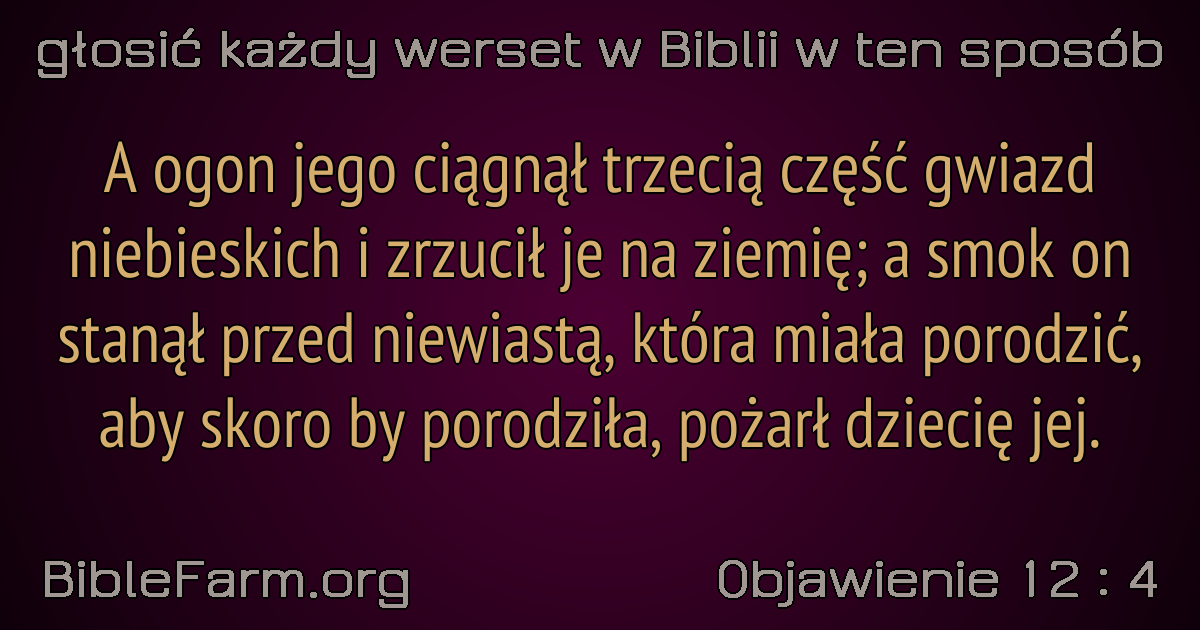 głosić każdy werset w Biblii w ten sposób
A ogon jego ciągnął trzecią część gwiazd
niebieskich i zrzucił je na ziemię; a smok on
stanął przed niewiastą, która miała porodzić,
aby skoro by porodziła, pożarł dziecię jej.
BibleFarm.org
Objawienie 12 : 4